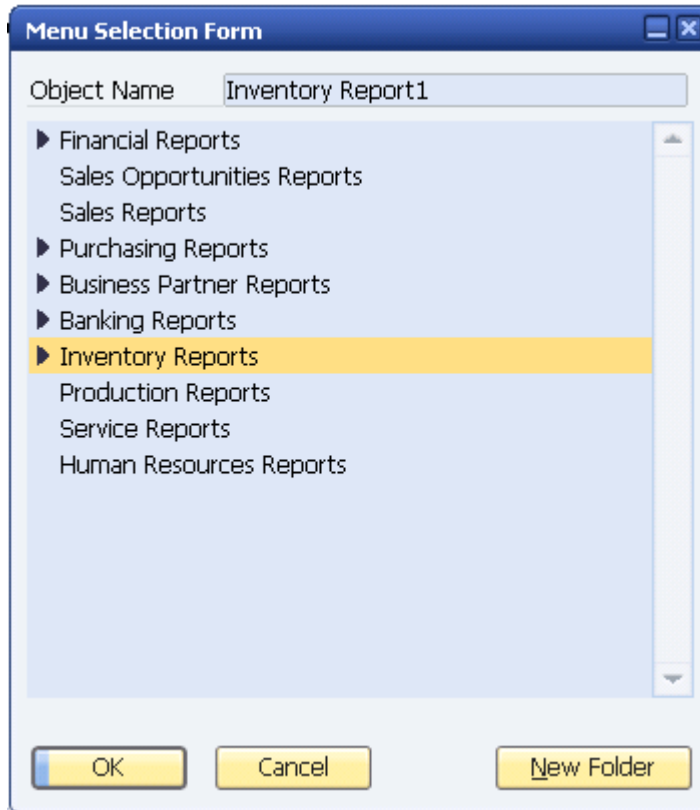 Menu Selection Form
Object Name Inventory Report1
Financial Reports
Sales Opportunities Reports
Sales Reports
Purchasing Reports
Business Partner Reports
Banking Reports
Inventory Reports
Production Reports
Service Reports
Human Resources Reports
OK Cancel New Folder